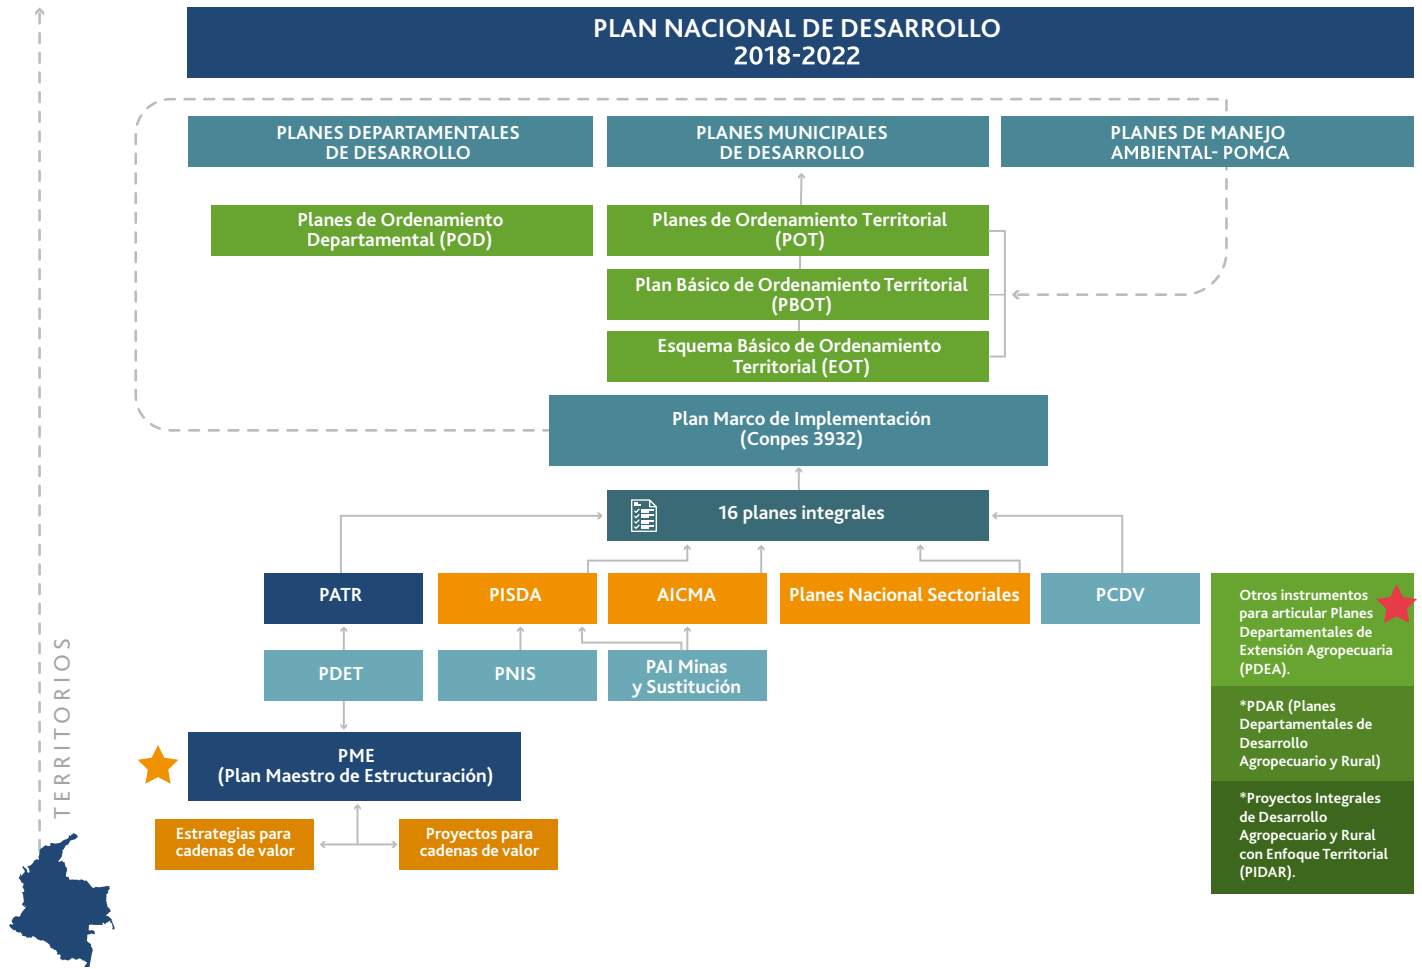 PLAN NACIONAL DE DESARROLLO
2018-2022
PLANES DEPARTAMENTALES
DE DESARROLLO
PLANES MUNICIPALES
DE DESARROLLO
PLANES DE MANEJO
AMBIENTAL- POMCA
Planes de Ordenamiento
Departamental (POD)
Planes de Ordenamiento Territorial
(POT)
Plan Básico de Ordenamiento Territorial
(PBOT)
Esquema Básico de Ordenamiento
Territorial (EOT)
Plan Marco de Implementación
(Conpes 3932)
16 planes integrales
PATR
PISDA
AICMA
Planes Nacional Sectoriales
PCDV
PDET
PNIS
PAI Minas
y Sustitución
PME
(Plan Maestro de Estructuración)
Estrategias para
cadenas de valor
Proyectos para
cadenas de valor
Otros instrumentos
para articular Planes
Departamentales de
Extensión Agropecuaria
(PDEA).
*PDAR (Planes
Departamentales de
Desarrollo
Agropecuario y Rural)
*Proyectos Integrales
de Desarrollo
Agropecuario y Rural
con Enfoque Territorial
(PIDAR).
TERRITORIOS